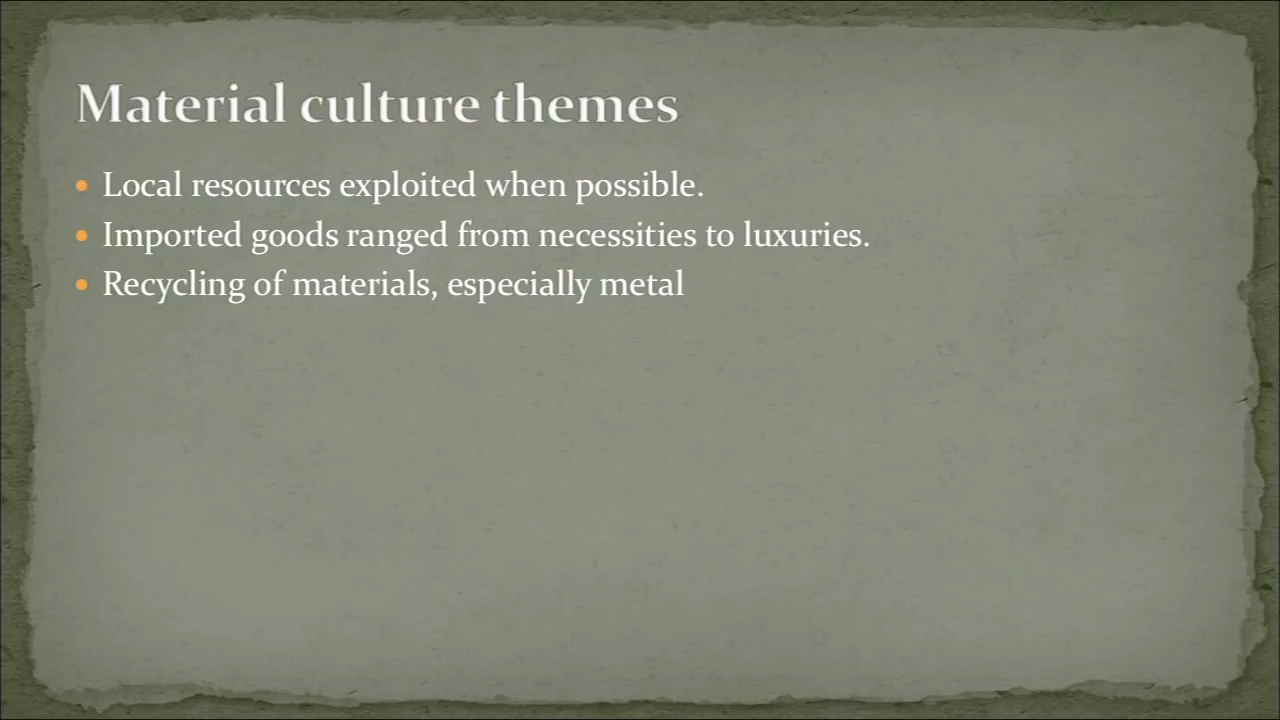 Material culture themes
Local resources exploited when possible.
Imported goods ranged from necessities to luxuries.
Recycling of materials, especially metal